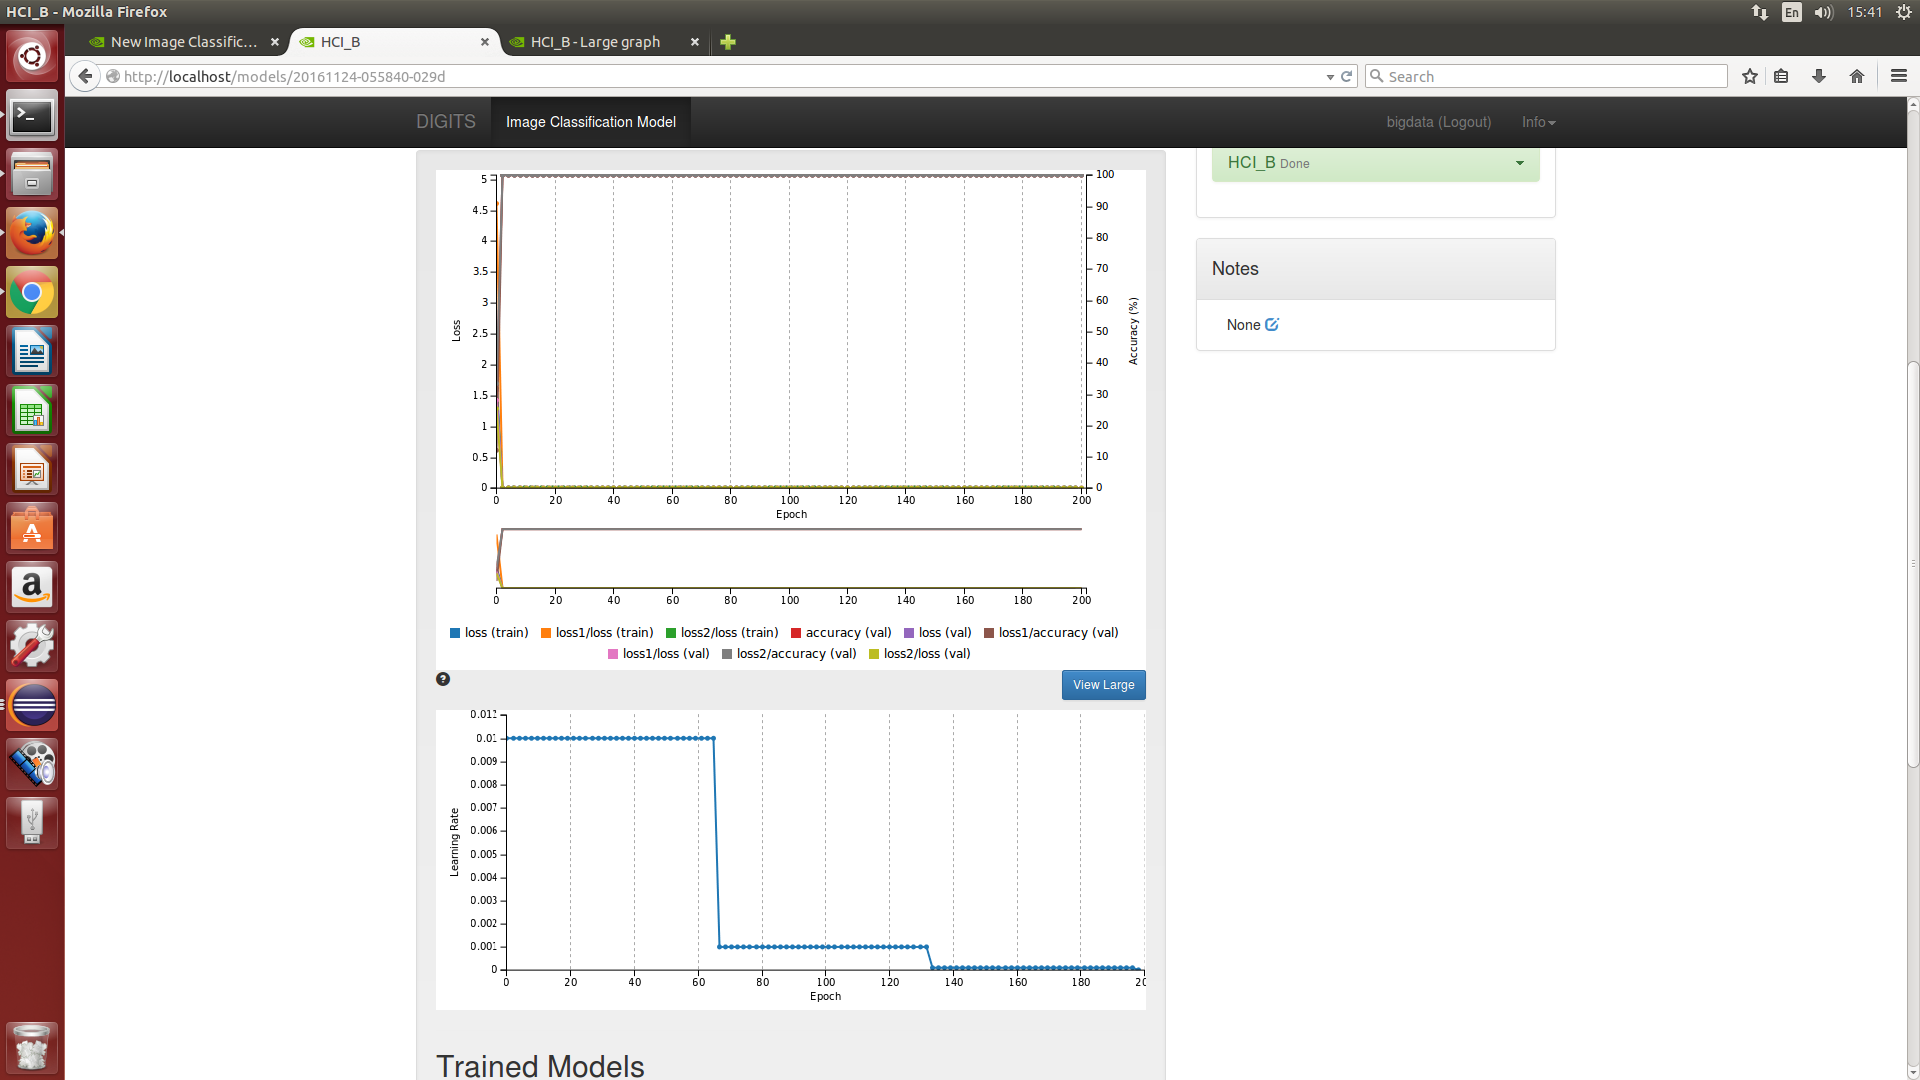 HCI_B - Mozilla Firefox
En
15:41
New Image Classific...
HCI_B
HCI_B - Large graph
http://localhost/models/20161124-055840-029d
Search
DIGITS
Image Classification Model
bigdata (Logout)
Info
HCI_B Done
Notes
None
5
4.5
4
3.5
3
2.5
2
1.5
1
0.5
0
Loss
100
90
80
70
60
50
40
30
20
10
0
Accuracy (%)
0 20 40 60 80 100 120 140 160 180 200
Epoch
0 20 40 60 80 100 120 140 160 180 200
loss (train) loss1/loss (train) loss2/loss (train) accuracy (val) loss (val) loss1/accuracy (val)
loss1/loss (val) loss2/accuracy (val) loss2/loss (val)
?
View Large
0.01
0.009
0.008
0.007
0.006
0.005
0.004
0.003
0.002
0.001
0
Learning Rate
0 20 40 60 80 100 120 140 160 180 20
Epoch
Trained Models